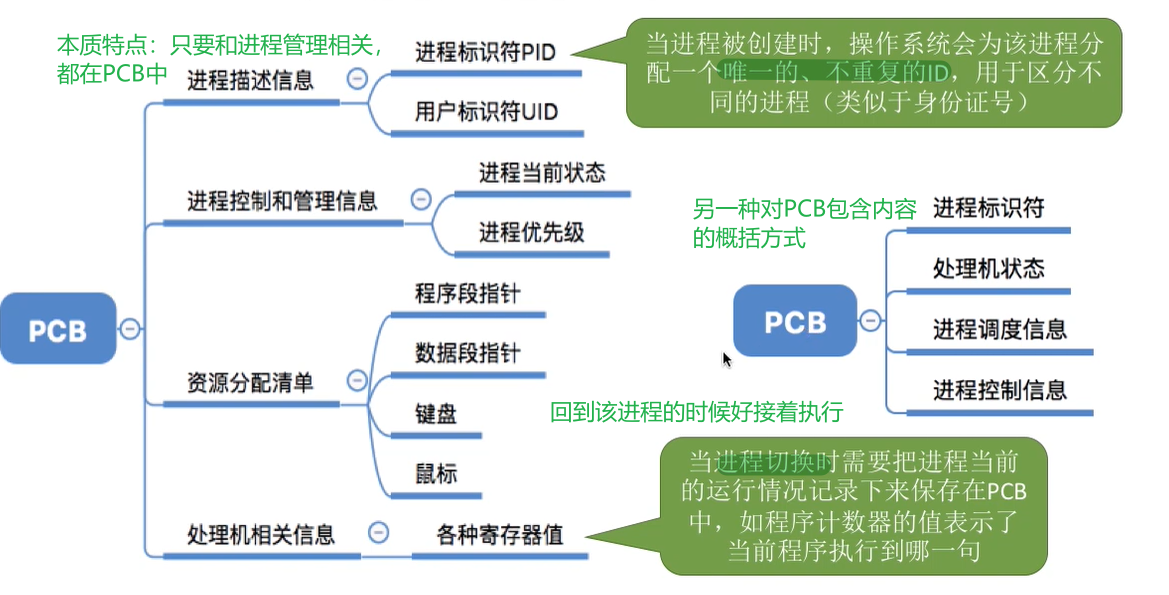 本质特点：只要和进程管理相关，
都在PCB中
进程描述信息
进程标识符PID
用户标识符UID
当进程被创建时，操作系统会为该进程分
配一个唯一的、不重复的ID，用于区分不
同的进程（类似于身份证号）
进程控制和管理信息
进程当前状态
进程优先级
PCB
资源分配清单
程序段指针
数据段指针
键盘
鼠标
处理机相关信息
各种寄存器值
回到该进程的时候好接着执行
当进程切换时需要把进程当前
的运行情况记录下来保存在PCB
中，如程序计数器的值表示了
当前程序执行到哪一句
另一种对PCB包含内容
的概括方式
PCB
进程标识符
处理机状态
进程调度信息
进程控制信息